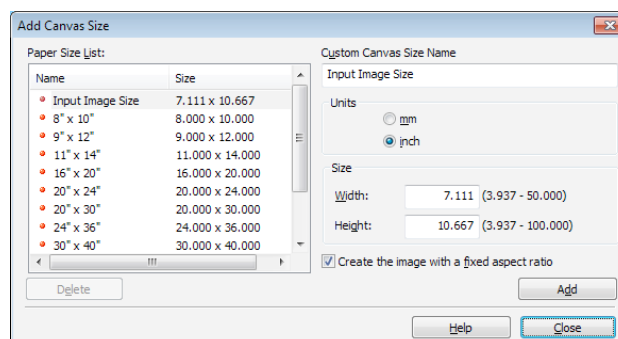 Add Canvas Size
Paper Size List:
Name Size
Input Image Size 7.111 x 10.667
8" x 10" 8.000 x 10.000
9" x 12" 9.000 x 12.000
11" x 14" 11.000 x 14.000
16" x 20" 16.000 x 20.000
20" x 24" 20.000 x 24.000
20" x 30" 20.000 x 30.000
24" x 36" 24.000 x 36.000
30" x 40" 30.000 x 40.000
Delete
Custom Canvas Size Name
Input Image Size
Units
mm
inch
Size
Width: 7.111 (3.937 - 50.000)
Height: 10.667 (3.937 - 100.000)
Create the image with a fixed aspect ratio
Add
Help Close